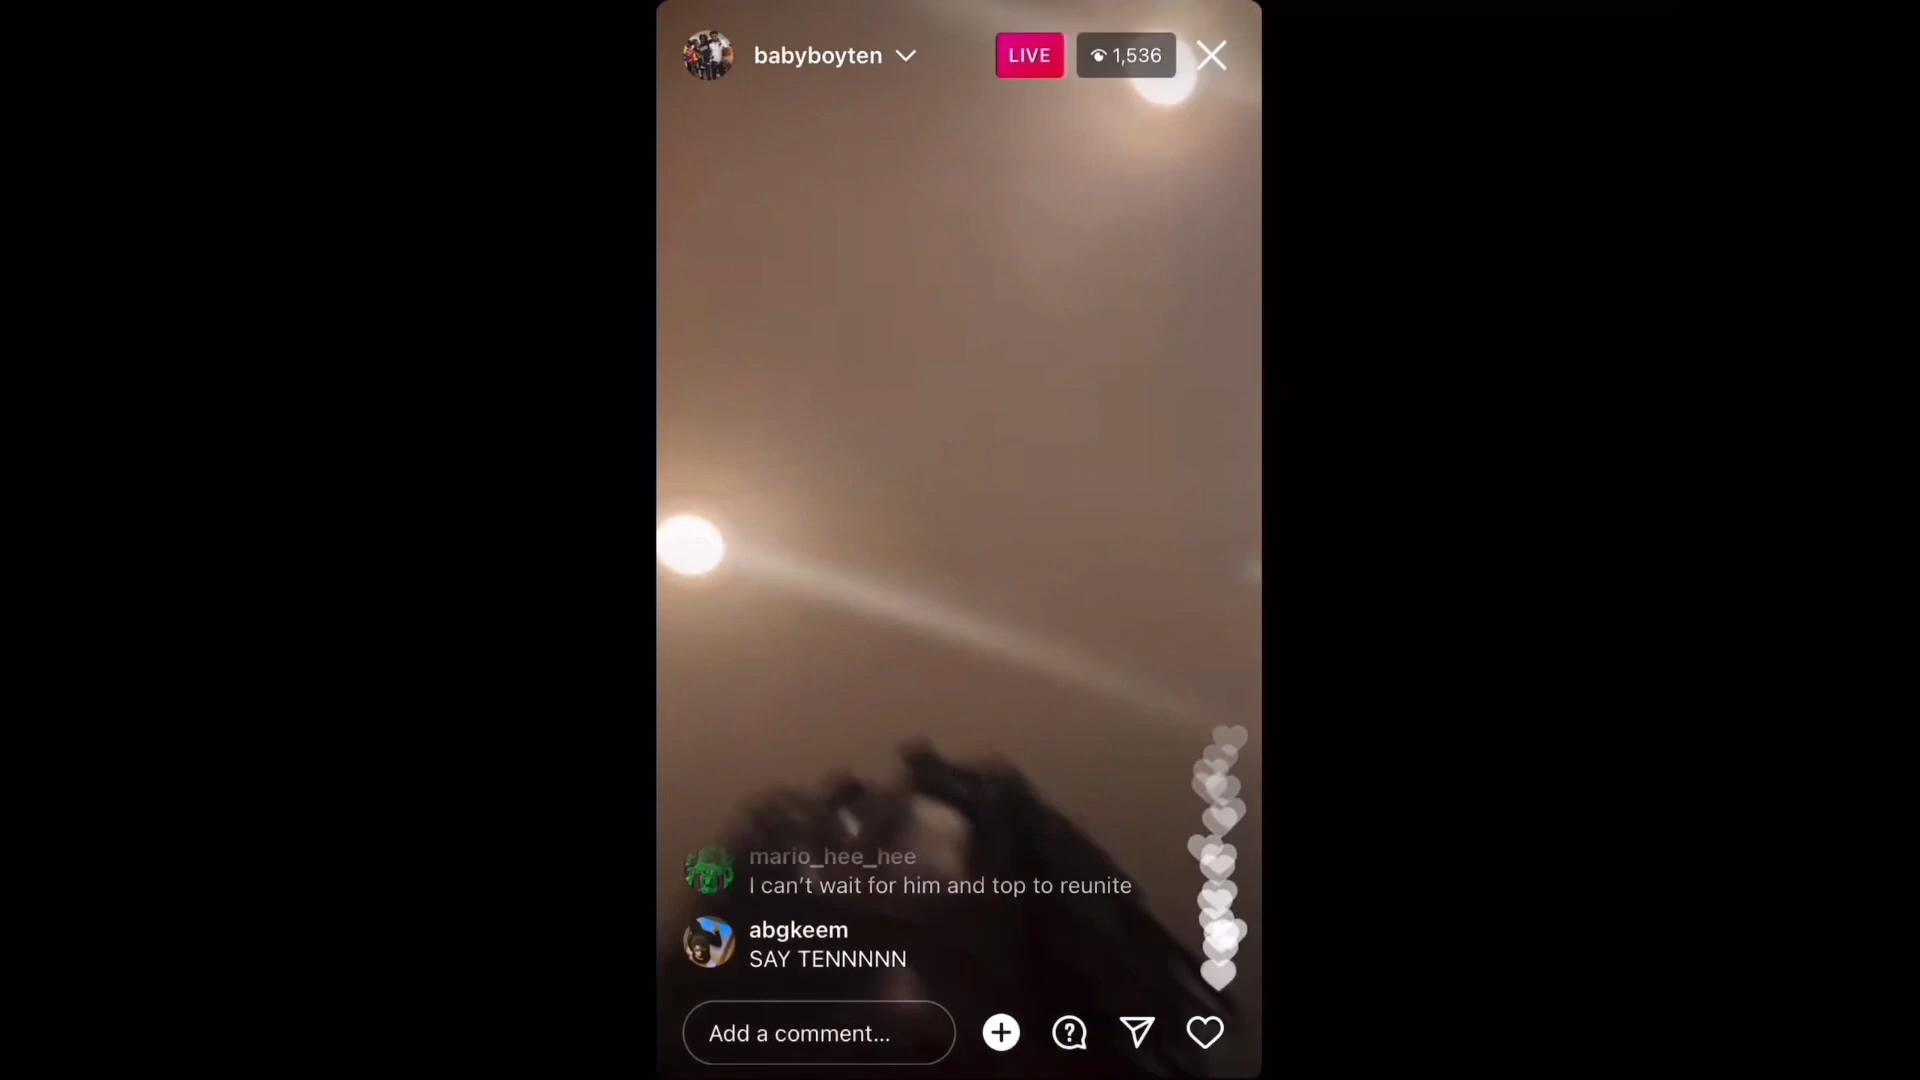 babyboyten
LIVE
1,536
mario_hee_hee
I can’t wait for him and top to reunite
abgkeem
SAY TENNNNN
Add a comment...